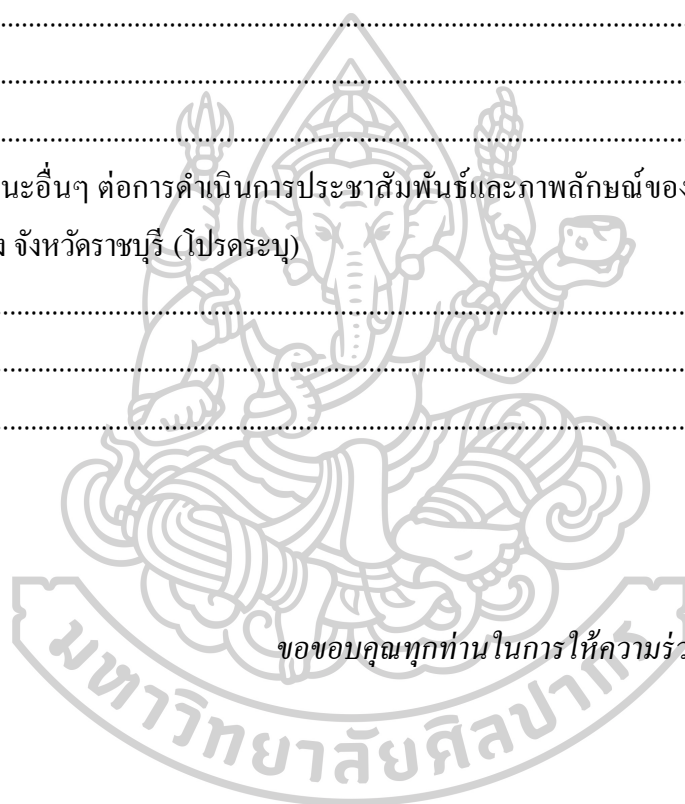 ................................................................................................................
................................................................................................................
................................................................................................................
นะอื่นๆ ต่อการดำเนินการประชาสัมพันธ์และภาพลักษณ์ของ
ง จังหวัดราชบุรี (โปรดระบุ)
................................................................................................................
................................................................................................................
................................................................................................................
ขอขอบคุณทุกท่านในการให้ความร่ว
มหาวิทยาลัยศิลปากร